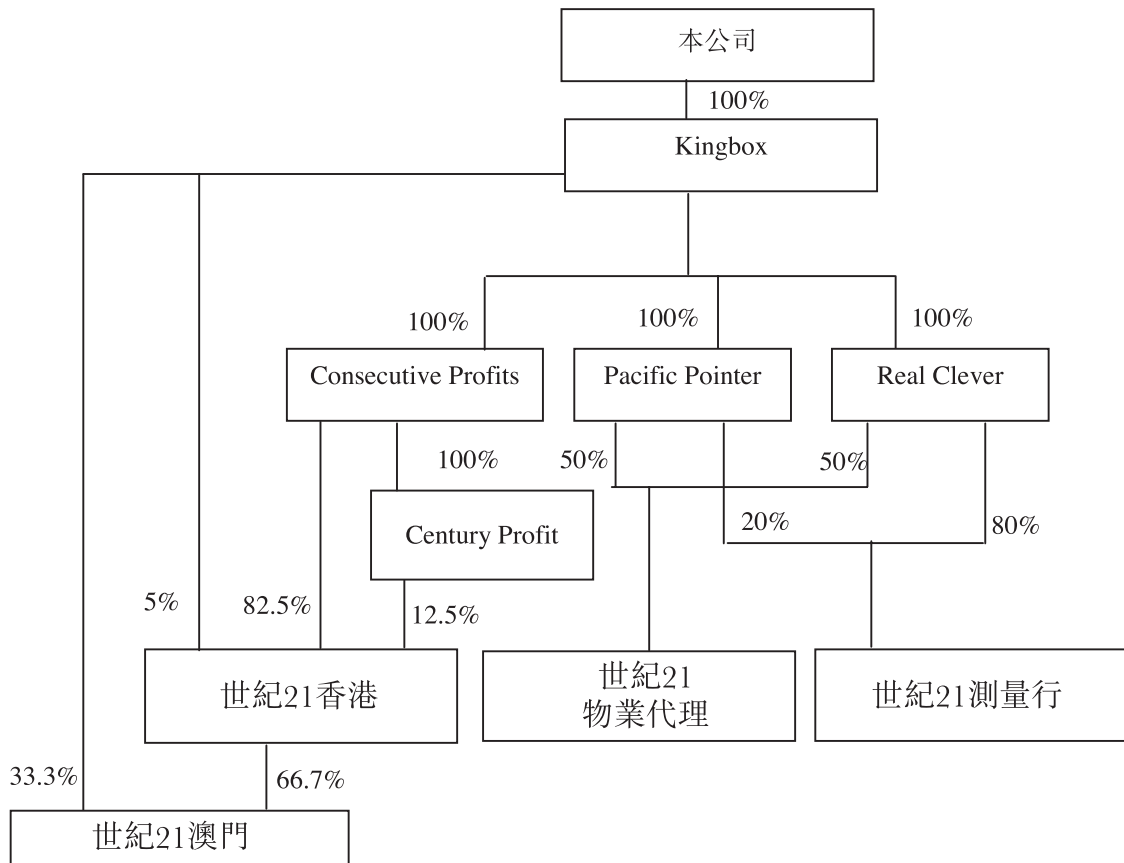 本公司
100%
Kingbox
100%
100%
100%
Consecutive Profits
Pacific Pointer
Real Clever
100%
50%
50%
Century Profit
20%
80%
5%
82.5%
12.5%
世紀21香港
世紀21
物業代理
世紀21測量行
33.3%
66.7%
世紀21澳門